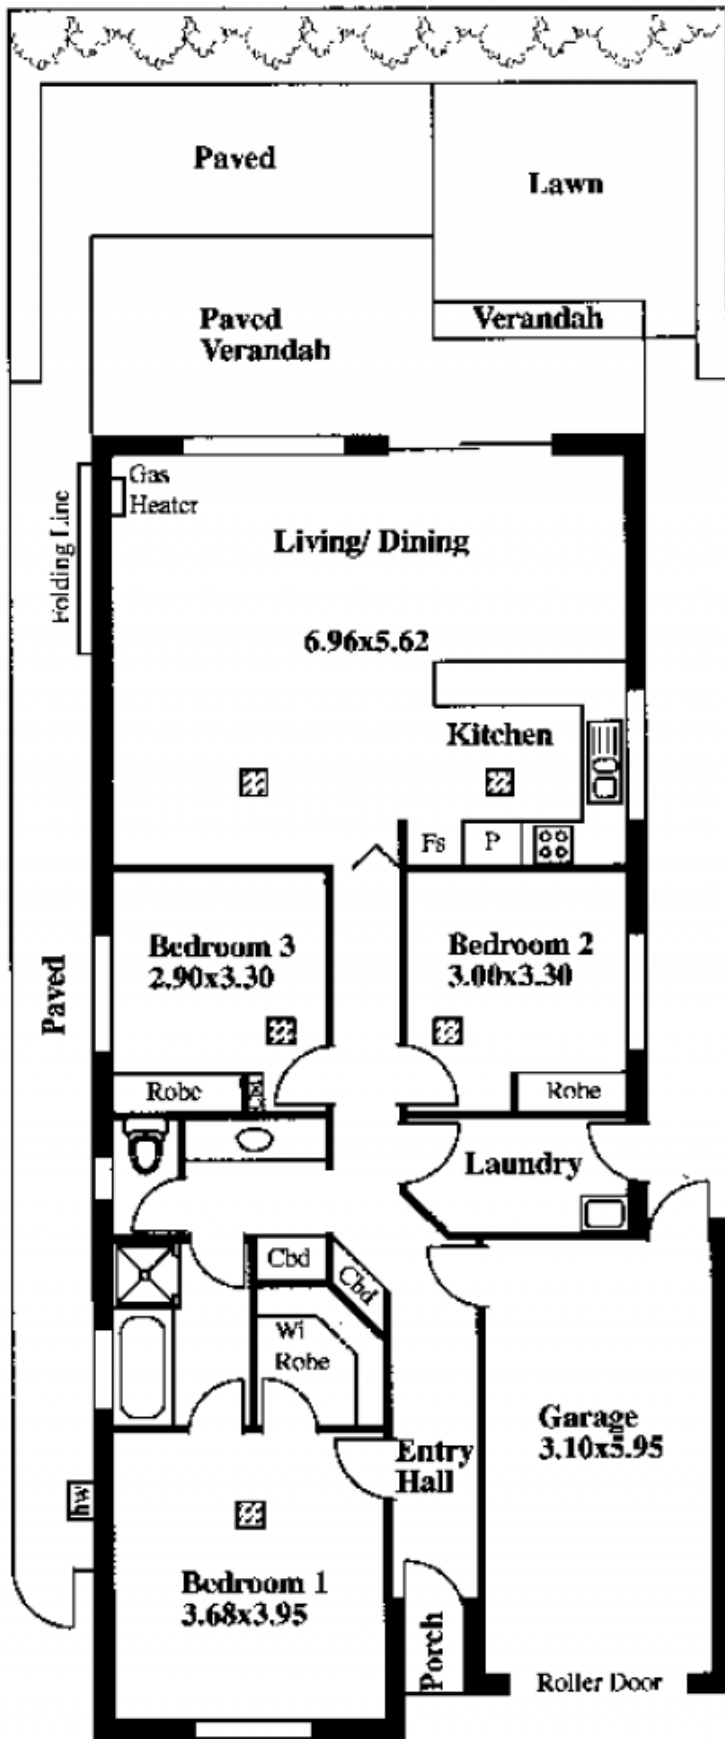 Paved
Lawn
Paved
Verandah
Verandah
Gas
Heater
Folding Line
Living/ Dining
6.96x5.62
Kitchen
Fs
P
Bedroom 3
2.90x3.30
Bedroom 2
3.00x3.30
Paved
Robe
Cbd
Robe
Laundry
Cbd
Cbd
Wi
Robe
Garage
3.10x5.95
Entry
Hall
hw
Bedroom 1
3.68x3.95
Porch
Roller Door